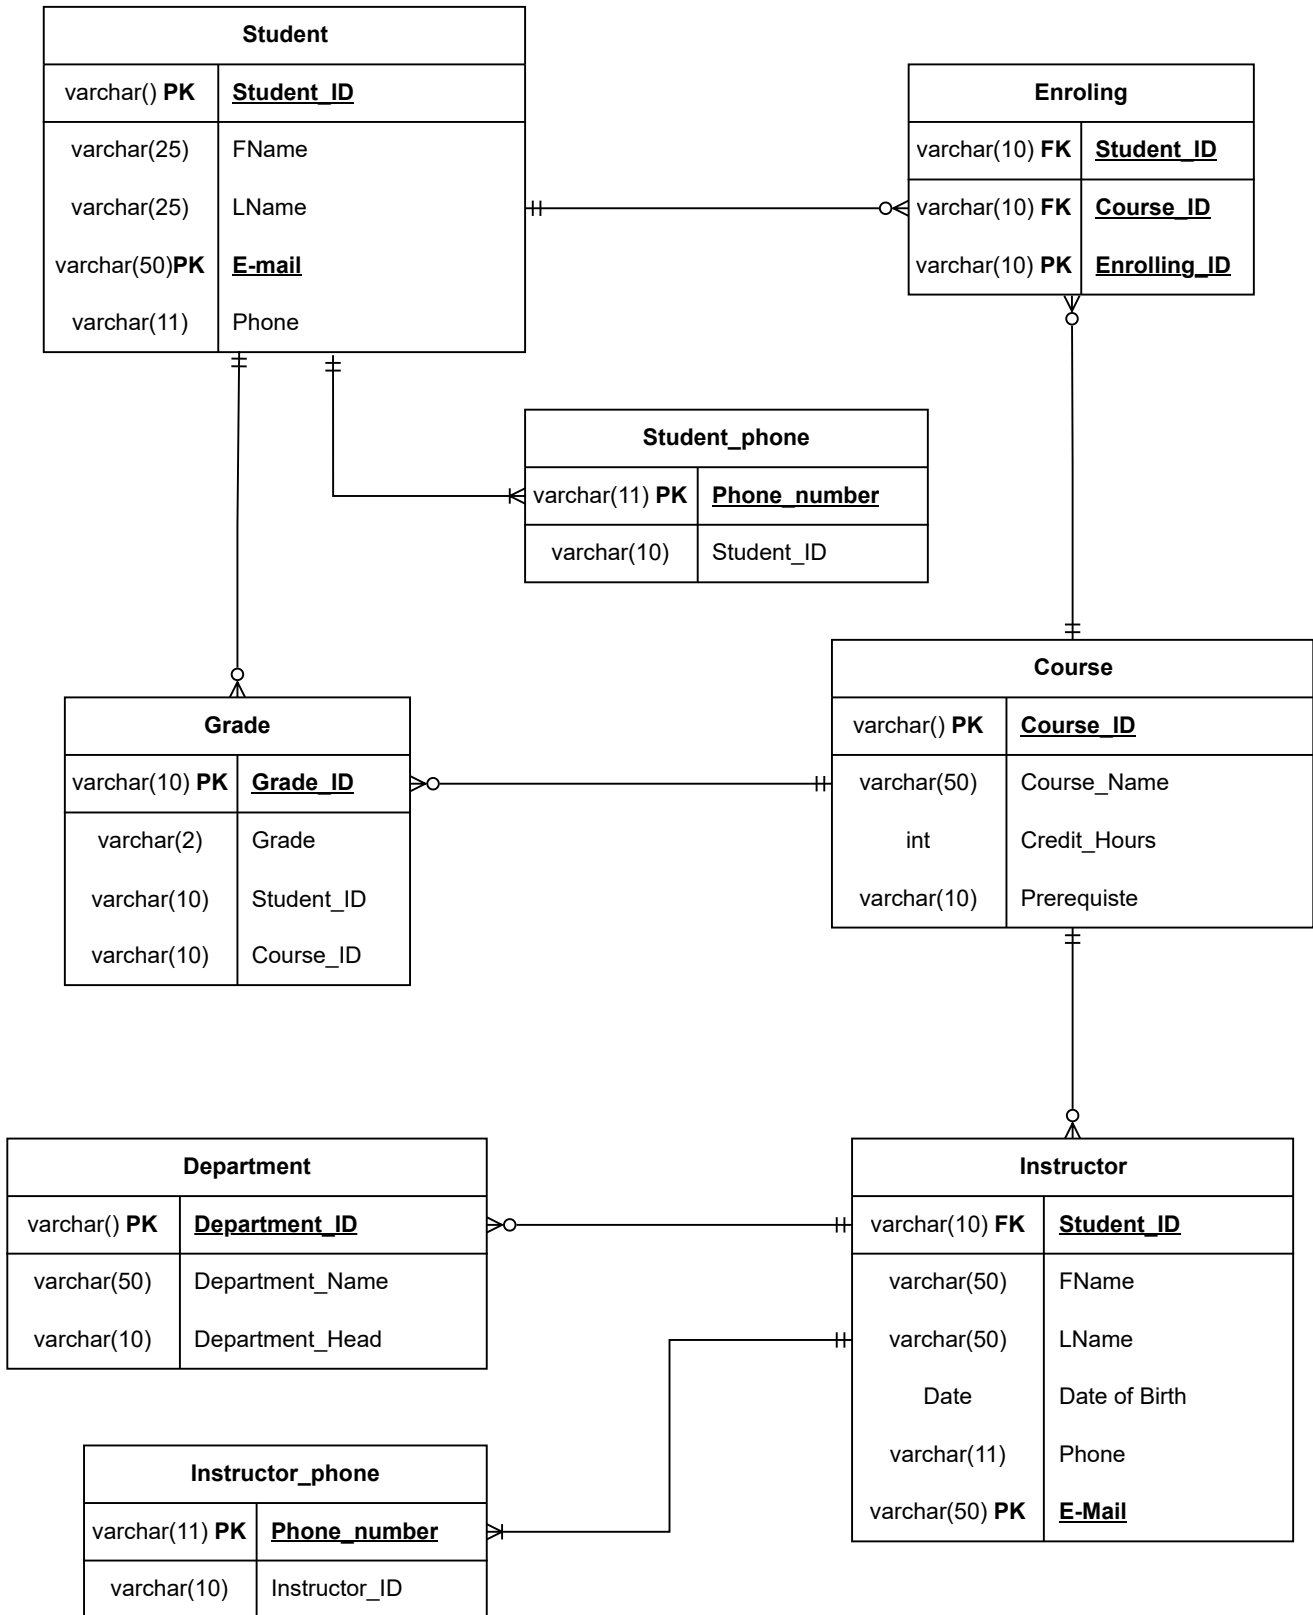 Student
varchar() PK Student_ID
varchar(25) FName
varchar(25) LName
varchar(50)PK E-mail
varchar(11) Phone
Enroling
varchar(10) FK Student_ID
varchar(10) FK Course_ID
varchar(10) PK Enrolling_ID
Student_phone
varchar(11) PK Phone_number
varchar(10) Student_ID
Course
varchar() PK Course_ID
varchar(50) Course_Name
int Credit_Hours
varchar(10) Prerequiste
Grade
varchar(10) PK Grade_ID
varchar(2) Grade
varchar(10) Student_ID
varchar(10) Course_ID
Department
varchar() PK Department_ID
varchar(50) Department_Name
varchar(10) Department_Head
Instructor
varchar(10) FK Student_ID
varchar(50) FName
varchar(50) LName
Date Date of Birth
varchar(11) Phone
varchar(50) PK E-Mail
Instructor_phone
varchar(11) PK Phone_number
varchar(10) Instructor_ID